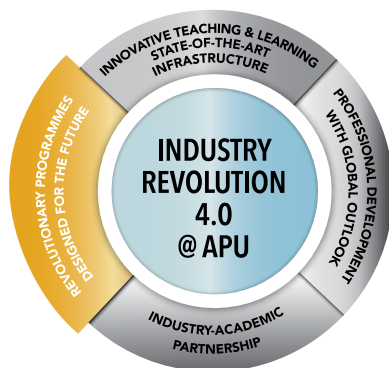 INNOVATIVE TEACHING & LEARNING
STATE-OF-THE-ART
INFRASTRUCTURE
PROFESSIONAL DEVELOPMENT
WITH GLOBAL OUTLOOK
INDUSTRY-ACADEMIC
PARTNERSHIP
REVOLUTIONARY PROGRAMMES
DESIGNED FOR THE FUTURE
INDUSTRY
REVOLUTION
4.0
@ APU